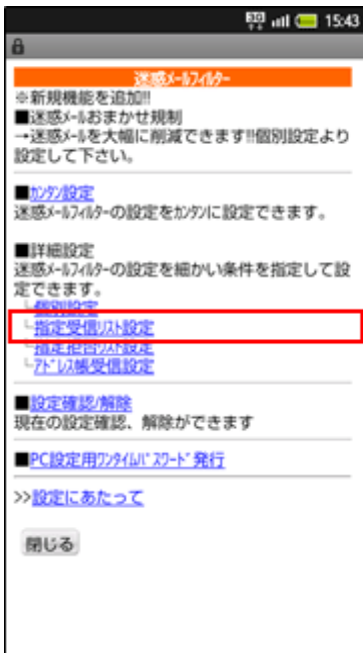 3G 15:43
迷惑ﾒｰﾙﾌｨﾙﾀｰ
※新規機能を追加!!
■迷惑ﾒｰﾙおまかせ規制
→迷惑ﾒｰﾙを大幅に削減できます!!個別設定より
設定して下さい。
■ｶﾝﾀﾝ設定
迷惑ﾒｰﾙﾌｨﾙﾀｰの設定をｶﾝﾀﾝに設定できます。
■詳細設定
迷惑ﾒｰﾙﾌｨﾙﾀｰの設定を細かい条件を指定して設
定できます。
└個別設定
└指定受信ﾘｽﾄ設定
└指定拒否ﾘｽﾄ設定
└ｱﾄﾞﾚｽ帳受信設定
■設定確認/解除
現在の設定確認、解除ができます
■PC設定用ﾜﾝﾀｲﾑﾊﾟｽﾜｰﾄﾞ発行
>>設定にあたって
閉じる